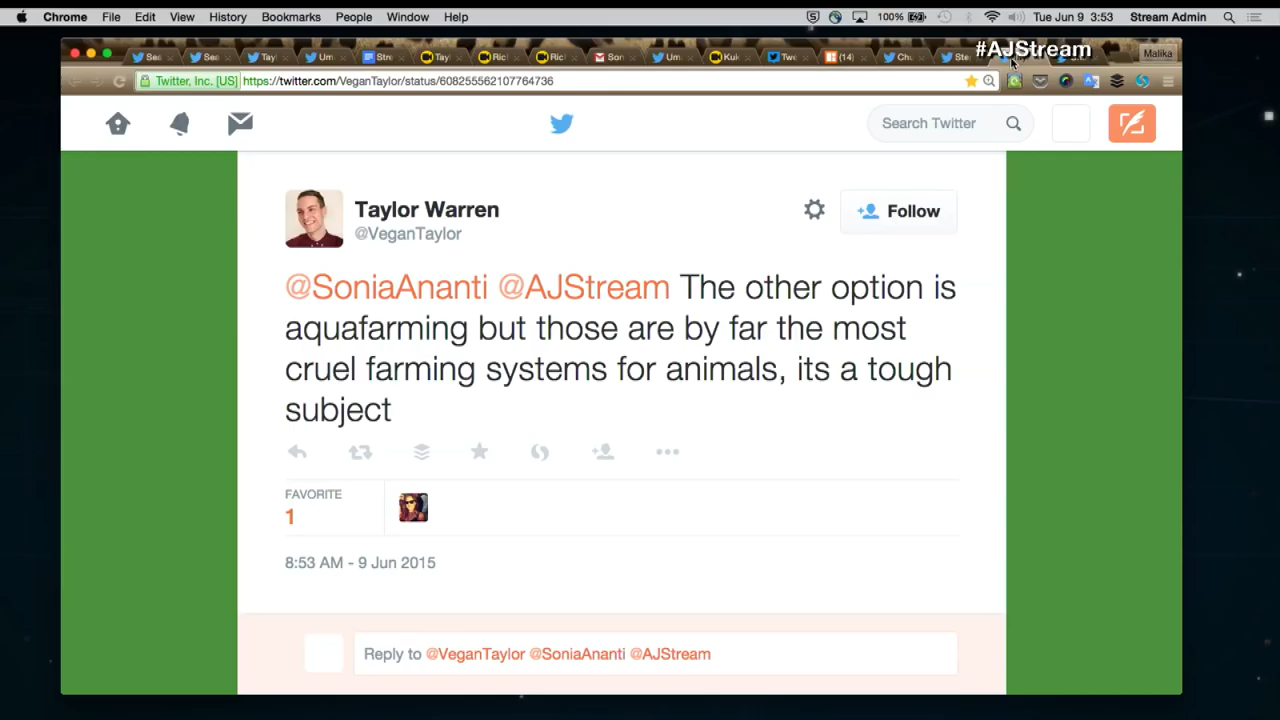 Chrome File Edit View History Bookmarks People Window Help 100% Tue Jun 9 3:53 Stream Admin
#AJStream
Malika
Twitter, Inc. [US] https://twitter.com/VeganTaylor/status/608255562107764736
Search Twitter
Taylor Warren
@VeganTaylor
Follow
@SoniaAnanti @AJStream The other option is
aquafarming but those are by far the most
cruel farming systems for animals, its a tough
subject
FAVORITE
1
8:53 AM - 9 Jun 2015
Reply to @VeganTaylor @SoniaAnanti @AJStream